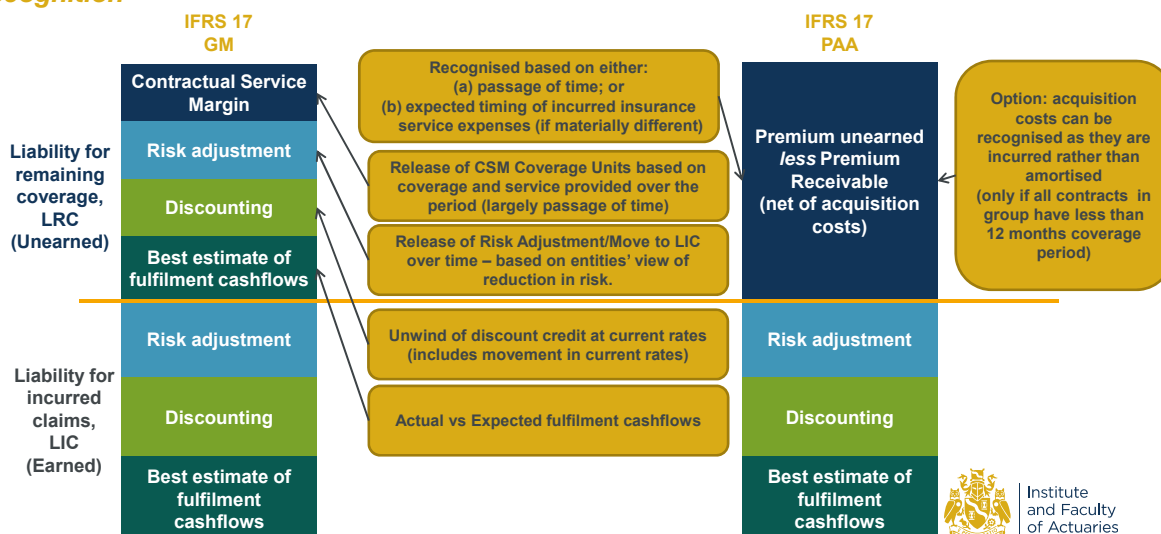 ecognition
IFRS 17
GM
IFRS 17
PAA
Liability for
remaining
coverage,
LRC
(Unearned)
Contractual Service
Margin
Risk adjustment
Discounting
Best estimate of
fulfilment cashflows
Liability for
incurred
claims,
LIC
(Earned)
Risk adjustment
Discounting
Best estimate of
fulfilment
cashflows
Recognised based on either:
(a) passage of time; or
(b) expected timing of incurred insurance
service expenses (if materially different)
Release of CSM Coverage Units based on
coverage and service provided over the
period (largely passage of time)
Release of Risk Adjustment/Move to LIC
over time – based on entities' view of
reduction in risk.
Unwind of discount credit at current rates
(includes movement in current rates)
Actual vs Expected fulfilment cashflows
Premium unearned
less Premium
Receivable
(net of acquisition
costs)
Risk adjustment
Discounting
Best estimate of
fulfilment
cashflows
Option: acquisition
costs can be
recognised as they are
incurred rather than
amortised
(only if all contracts in
group have less than
12 months coverage
period)
Institute
and Faculty
of Actuaries